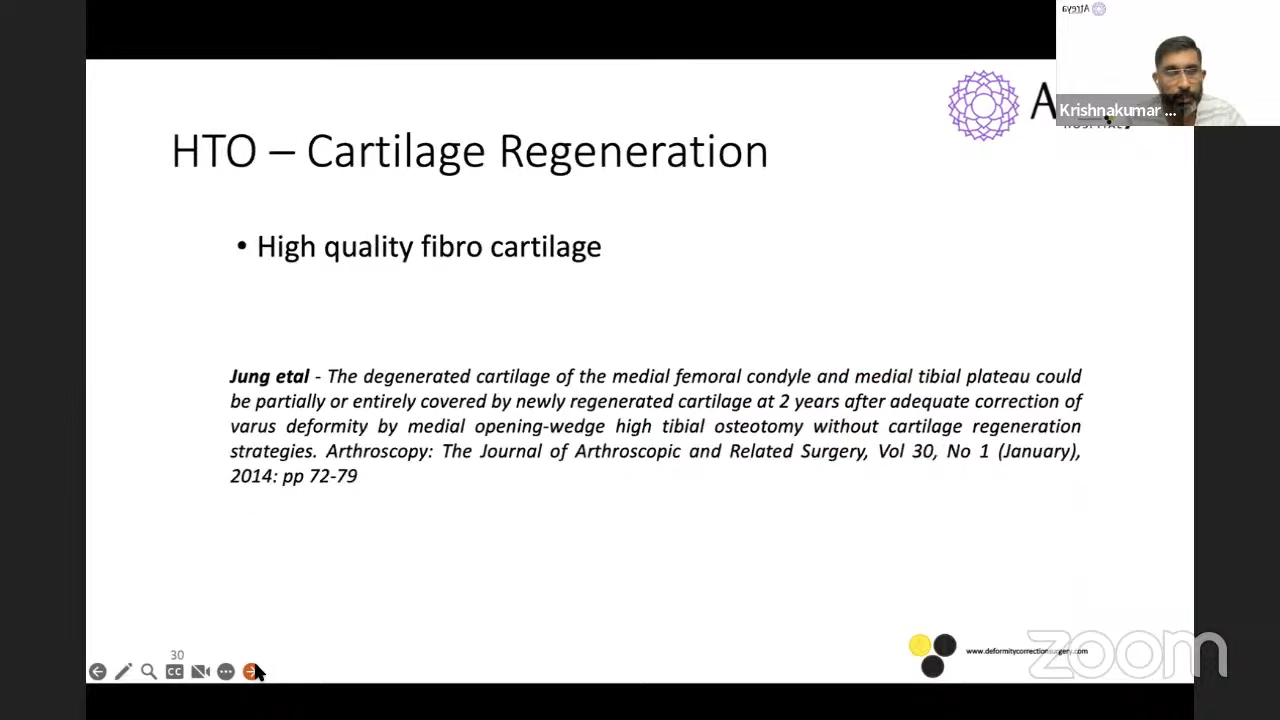 Atreya
Krishnakumar ...
A
HTO – Cartilage Regeneration
• High quality fibro cartilage
Jung etal - The degenerated cartilage of the medial femoral condyle and medial tibial plateau could
be partially or entirely covered by newly regenerated cartilage at 2 years after adequate correction of
varus deformity by medial opening-wedge high tibial osteotomy without cartilage regeneration
strategies. Arthroscopy: The Journal of Arthroscopic and Related Surgery, Vol 30, No 1 (January),
2014: pp 72-79
30
CC
www.deformitycorrectionsurgery.com
zoom